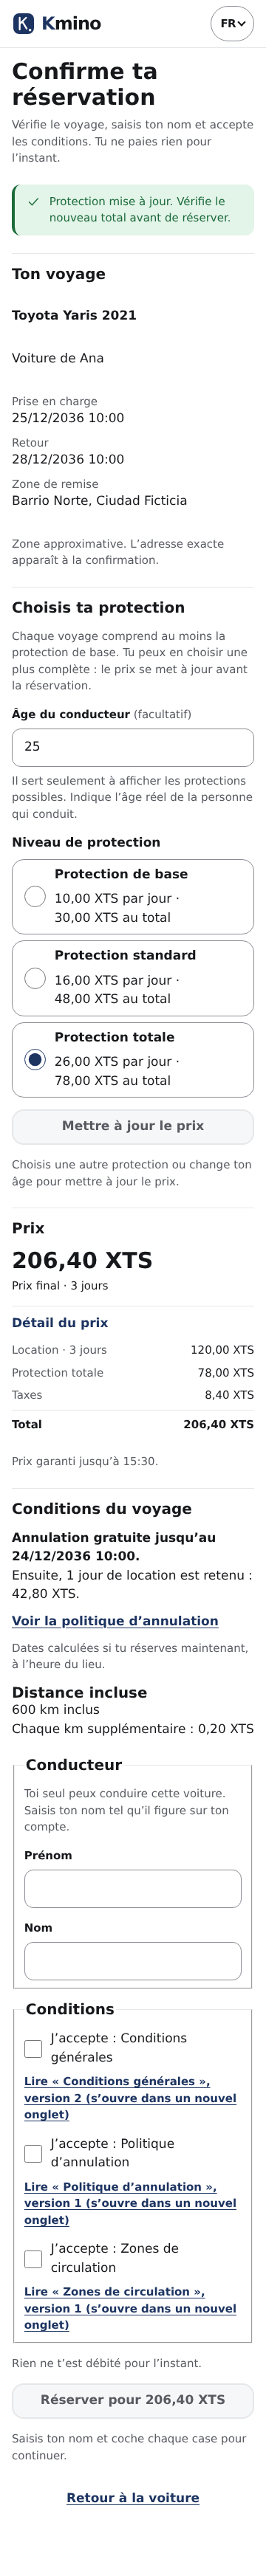 Kmino
FR
Confirme ta
réservation
Vérifie le voyage, saisis ton nom et accepte
les conditions. Tu ne paies rien pour
l’instant.
Protection mise à jour. Vérifie le
nouveau total avant de réserver.
Ton voyage
Toyota Yaris 2021
Voiture de Ana
Prise en charge
25/12/2036 10:00
Retour
28/12/2036 10:00
Zone de remise
Barrio Norte, Ciudad Ficticia
Zone approximative. L’adresse exacte
apparaît à la confirmation.
Choisis ta protection
Chaque voyage comprend au moins la
protection de base. Tu peux en choisir une
plus complète : le prix se met à jour avant
la réservation.
Âge du conducteur (facultatif)
25
Il sert seulement à afficher les protections
possibles. Indique l’âge réel de la personne
qui conduit.
Niveau de protection
Protection de base
10,00 XTS par jour ·
30,00 XTS au total
Protection standard
16,00 XTS par jour ·
48,00 XTS au total
Protection totale
26,00 XTS par jour ·
78,00 XTS au total
Mettre à jour le prix
Choisis une autre protection ou change ton
âge pour mettre à jour le prix.
Prix
206,40 XTS
Prix final · 3 jours
Détail du prix
Location · 3 jours 120,00 XTS
Protection totale 78,00 XTS
Taxes 8,40 XTS
Total 206,40 XTS
Prix garanti jusqu’à 15:30.
Conditions du voyage
Annulation gratuite jusqu’au
24/12/2036 10:00.
Ensuite, 1 jour de location est retenu :
42,80 XTS.
Voir la politique d’annulation
Dates calculées si tu réserves maintenant,
à l’heure du lieu.
Distance incluse
600 km inclus
Chaque km supplémentaire : 0,20 XTS
Conducteur
Toi seul peux conduire cette voiture.
Saisis ton nom tel qu’il figure sur ton
compte.
Prénom
Nom
Conditions
J’accepte : Conditions
générales
Lire « Conditions générales »,
version 2 (s’ouvre dans un nouvel
onglet)
J’accepte : Politique
d’annulation
Lire « Politique d’annulation »,
version 1 (s’ouvre dans un nouvel
onglet)
J’accepte : Zones de
circulation
Lire « Zones de circulation »,
version 1 (s’ouvre dans un nouvel
onglet)
Rien ne t’est débité pour l’instant.
Réserver pour 206,40 XTS
Saisis ton nom et coche chaque case pour
continuer.
Retour à la voiture